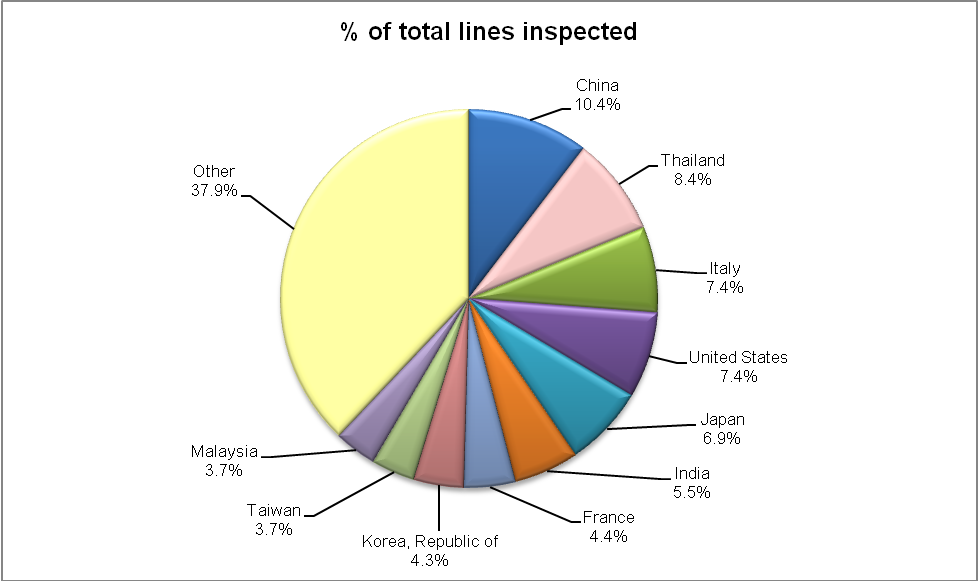 % of total lines inspected
China
10.4%
Thailand
8.4%
Italy
7.4%
United States
7.4%
Japan
6.9%
India
5.5%
France
4.4%
Korea, Republic of
4.3%
Taiwan
3.7%
Malaysia
3.7%
Other
37.9%